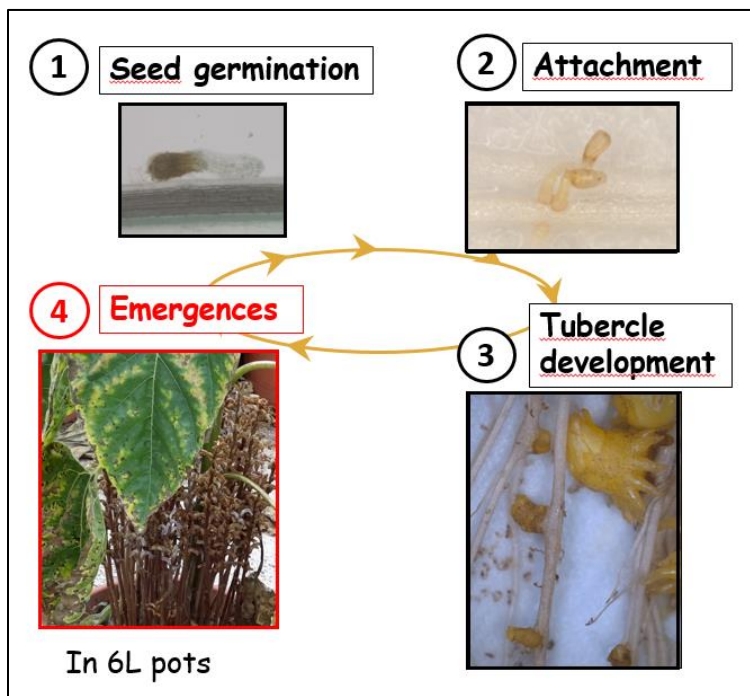 1 Seed germination
2 Attachment
4 Emergences
3 Tubercle
development
In 6L pots